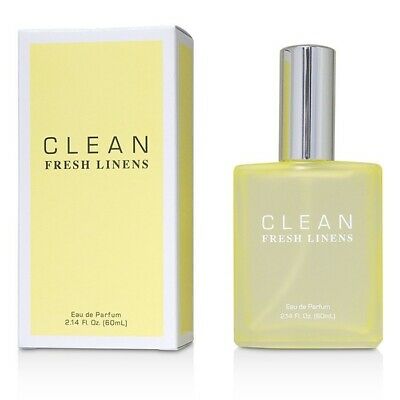 CLEAN
FRESH LINENS
Eau de Parfum
2.14 Fl. Oz. (60mL)
CLEAN
FRESH LINENS
Eau de Parfum
2.14 Fl. Oz. (60mL)